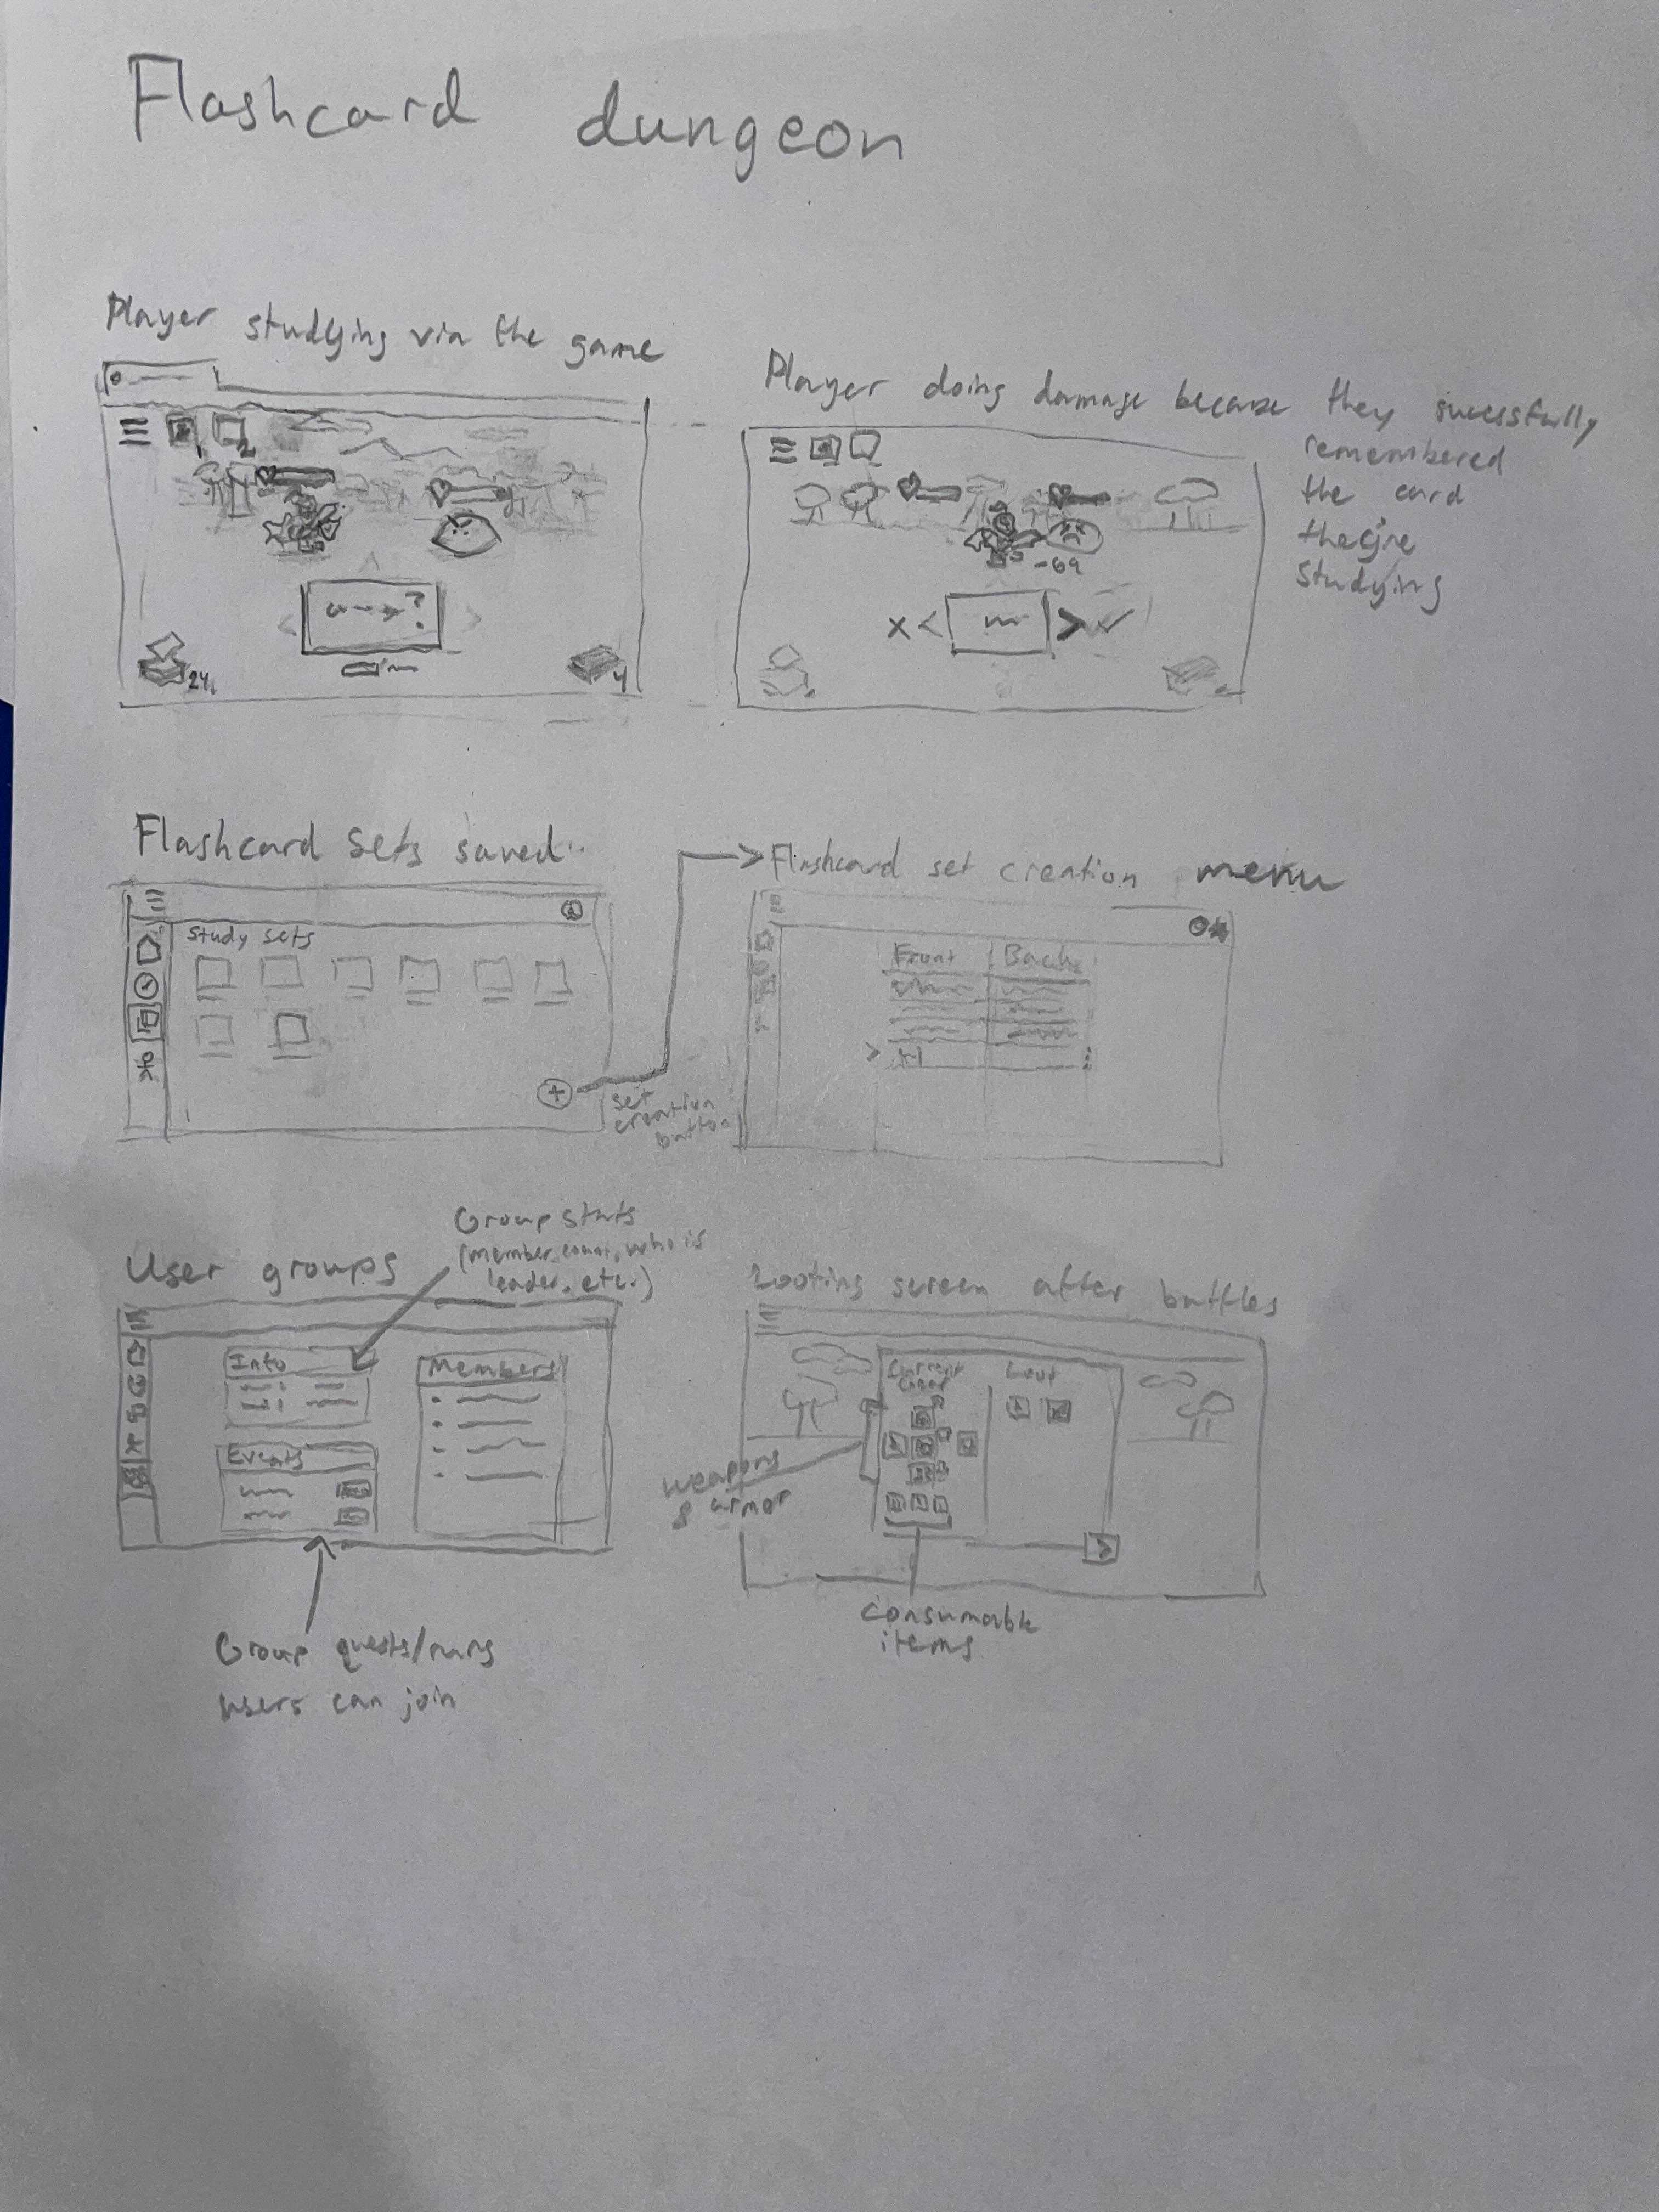 Flashcard dungeon
Player studying via the game
1 2
?
24
4
Player doing damage because they sucessfully
remembered
the card
they're
studying
-69
x < >
Flashcard sets saved
Study sets
+
set
creation
button
Flashcard set creation menu
Front Back
User groups
Group stats
(member count, who is
leader, etc.)
Info
Members
Events
Group quests/runs
users can join
Looting screen after battles
Current
Loot
weapons
& armor
consumable
items